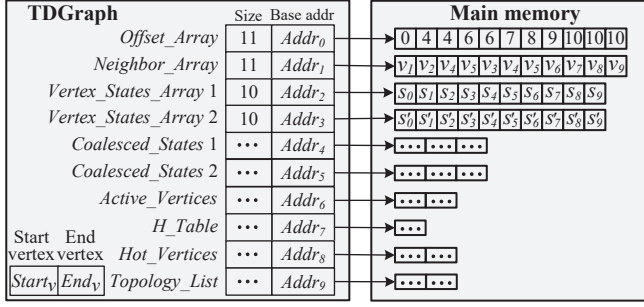 TDGraph Size Base addr Main memory
Offset_Array 11 Addr₀ 0 4 4 6 6 7 8 9 10 10 10
Neighbor_Array 11 Addr₁ v₁ v₂ v₄ v₅ v₃ v₄ v₅ v₆ v₇ v₈ v₉
Vertex_States_Array 1 10 Addr₂ s₀ s₁ s₂ s₃ s₄ s₅ s₆ s₇ s₈ s₉
Vertex_States_Array 2 10 Addr₃ s'₀ s'₁ s'₂ s'₃ s'₄ s'₅ s'₆ s'₇ s'₈ s'₉
Coalesced_States 1 ... Addr₄ ... ... ...
Coalesced_States 2 ... Addr₅ ... ... ...
Active_Vertices ... Addr₆ ... ...
H_Table ... Addr₇ ...
Start vertex End vertex Hot_Vertices ... Addr₈ ... ...
Startᵥ Endᵥ Topology_List ... Addr₉ ... ...